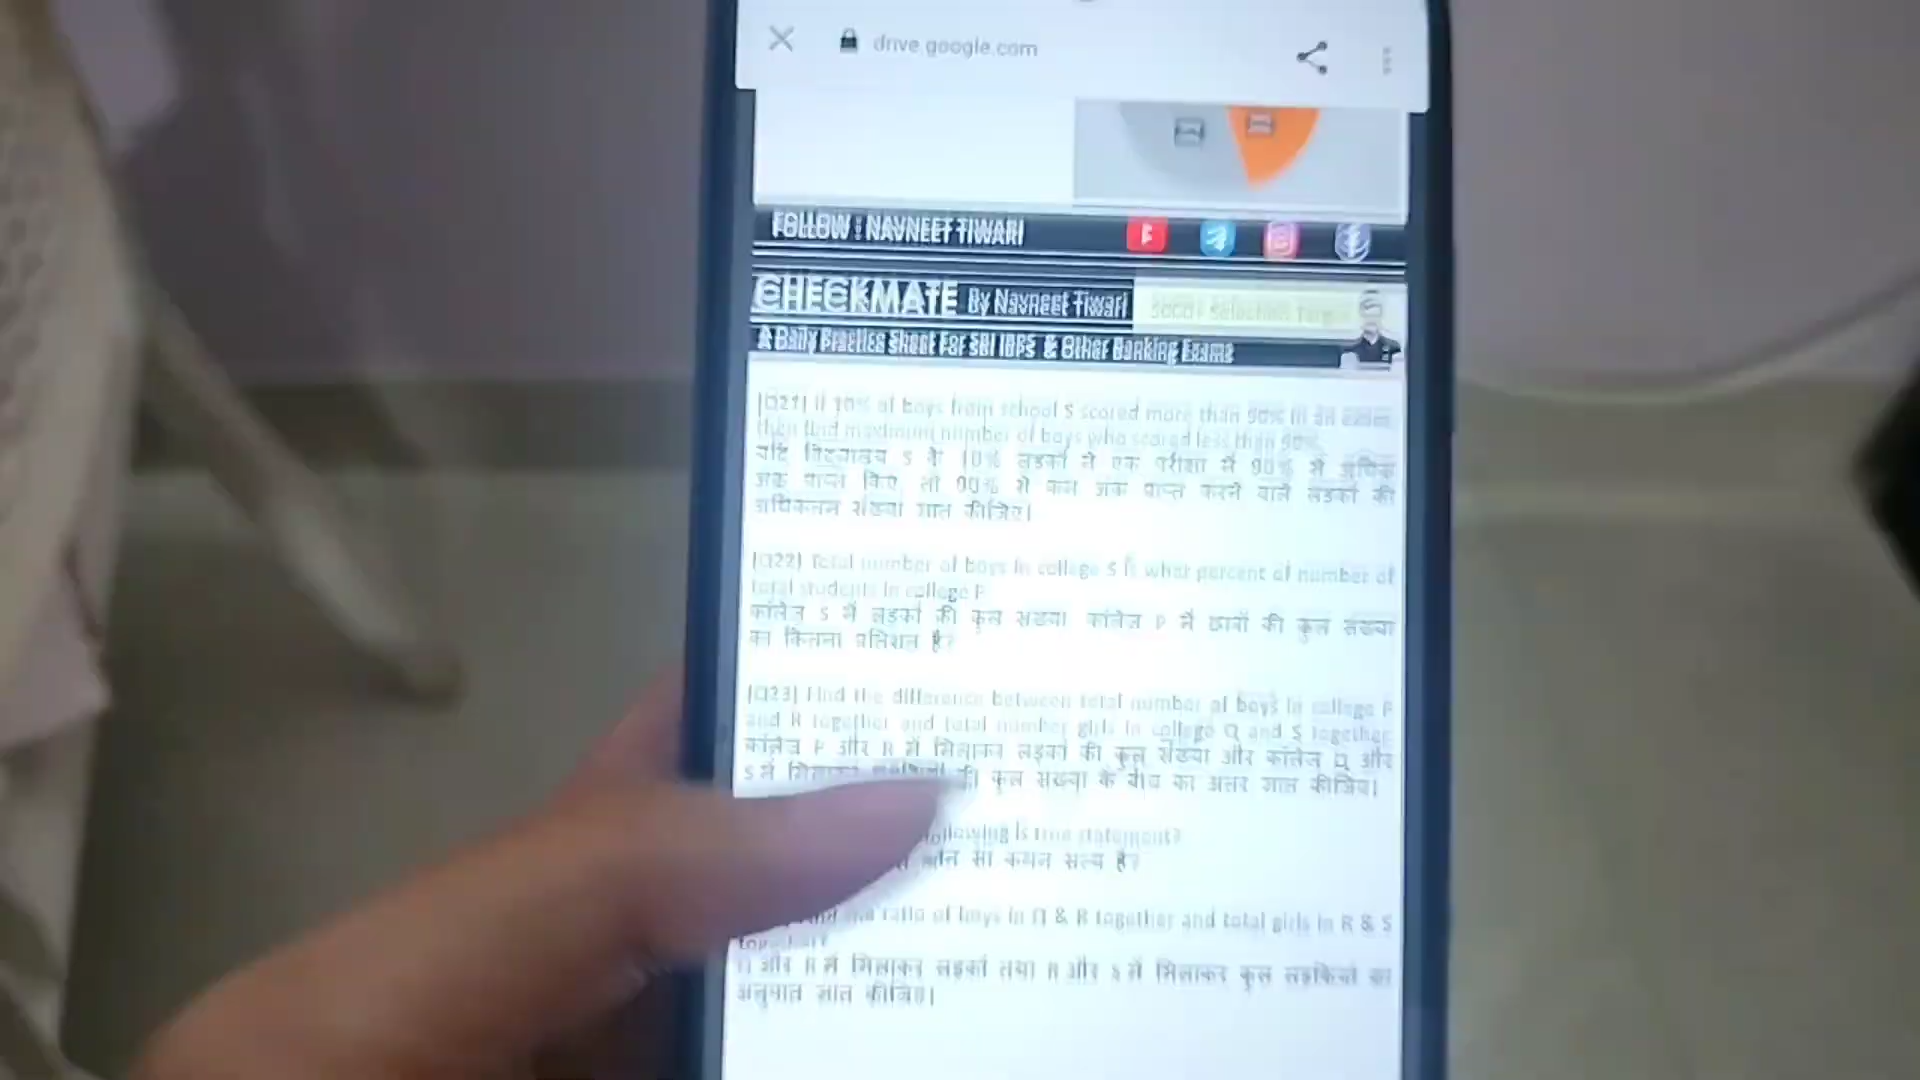 drive.google.com
FOLLOW : NAVNEET TIWARI
CHECKMATE By Navneet Tiwari
A Daily Practice Sheet For SBI IBPS & Other Banking Exams
[Q21] If 10% of boys from school S scored more than 90% in an exam,
then find maximum number of boys who scored less than 90%.
यदि विद्यालय S के 10% लडकों ने एक परीक्षा में 90% से अधिक
अंक प्राप्त किए, तो 90% से कम अंक प्राप्त करने वाले लडकों की
अधिकतम संख्या ज्ञात कीजिए।
[Q22] Total number of boys in college S is what percent of number of
total students in college P
कॉलेज S में लड़कों की कुल संख्या कॉलेज P में छात्रों की कुल संख्या
का कितना प्रतिशत है?
[Q23] Find the difference between total number of boys in college P
and R together and total number girls in college Q and S together.
कॉलेज P और R में मिलाकर लड़कों की कुल संख्या और कॉलेज Q और
S में मिलाकर की कुल संख्या के बीच का अंतर ज्ञात कीजिए।
following is true statement?
कौन सा कथन सत्य है?
the ratio of boys in Q & R together and total girls in R & S
together?
Q और R में मिलाकर लड़कों तथा R और S में मिलाकर कुल लड़कियों का
अनुपात ज्ञात कीजिए।